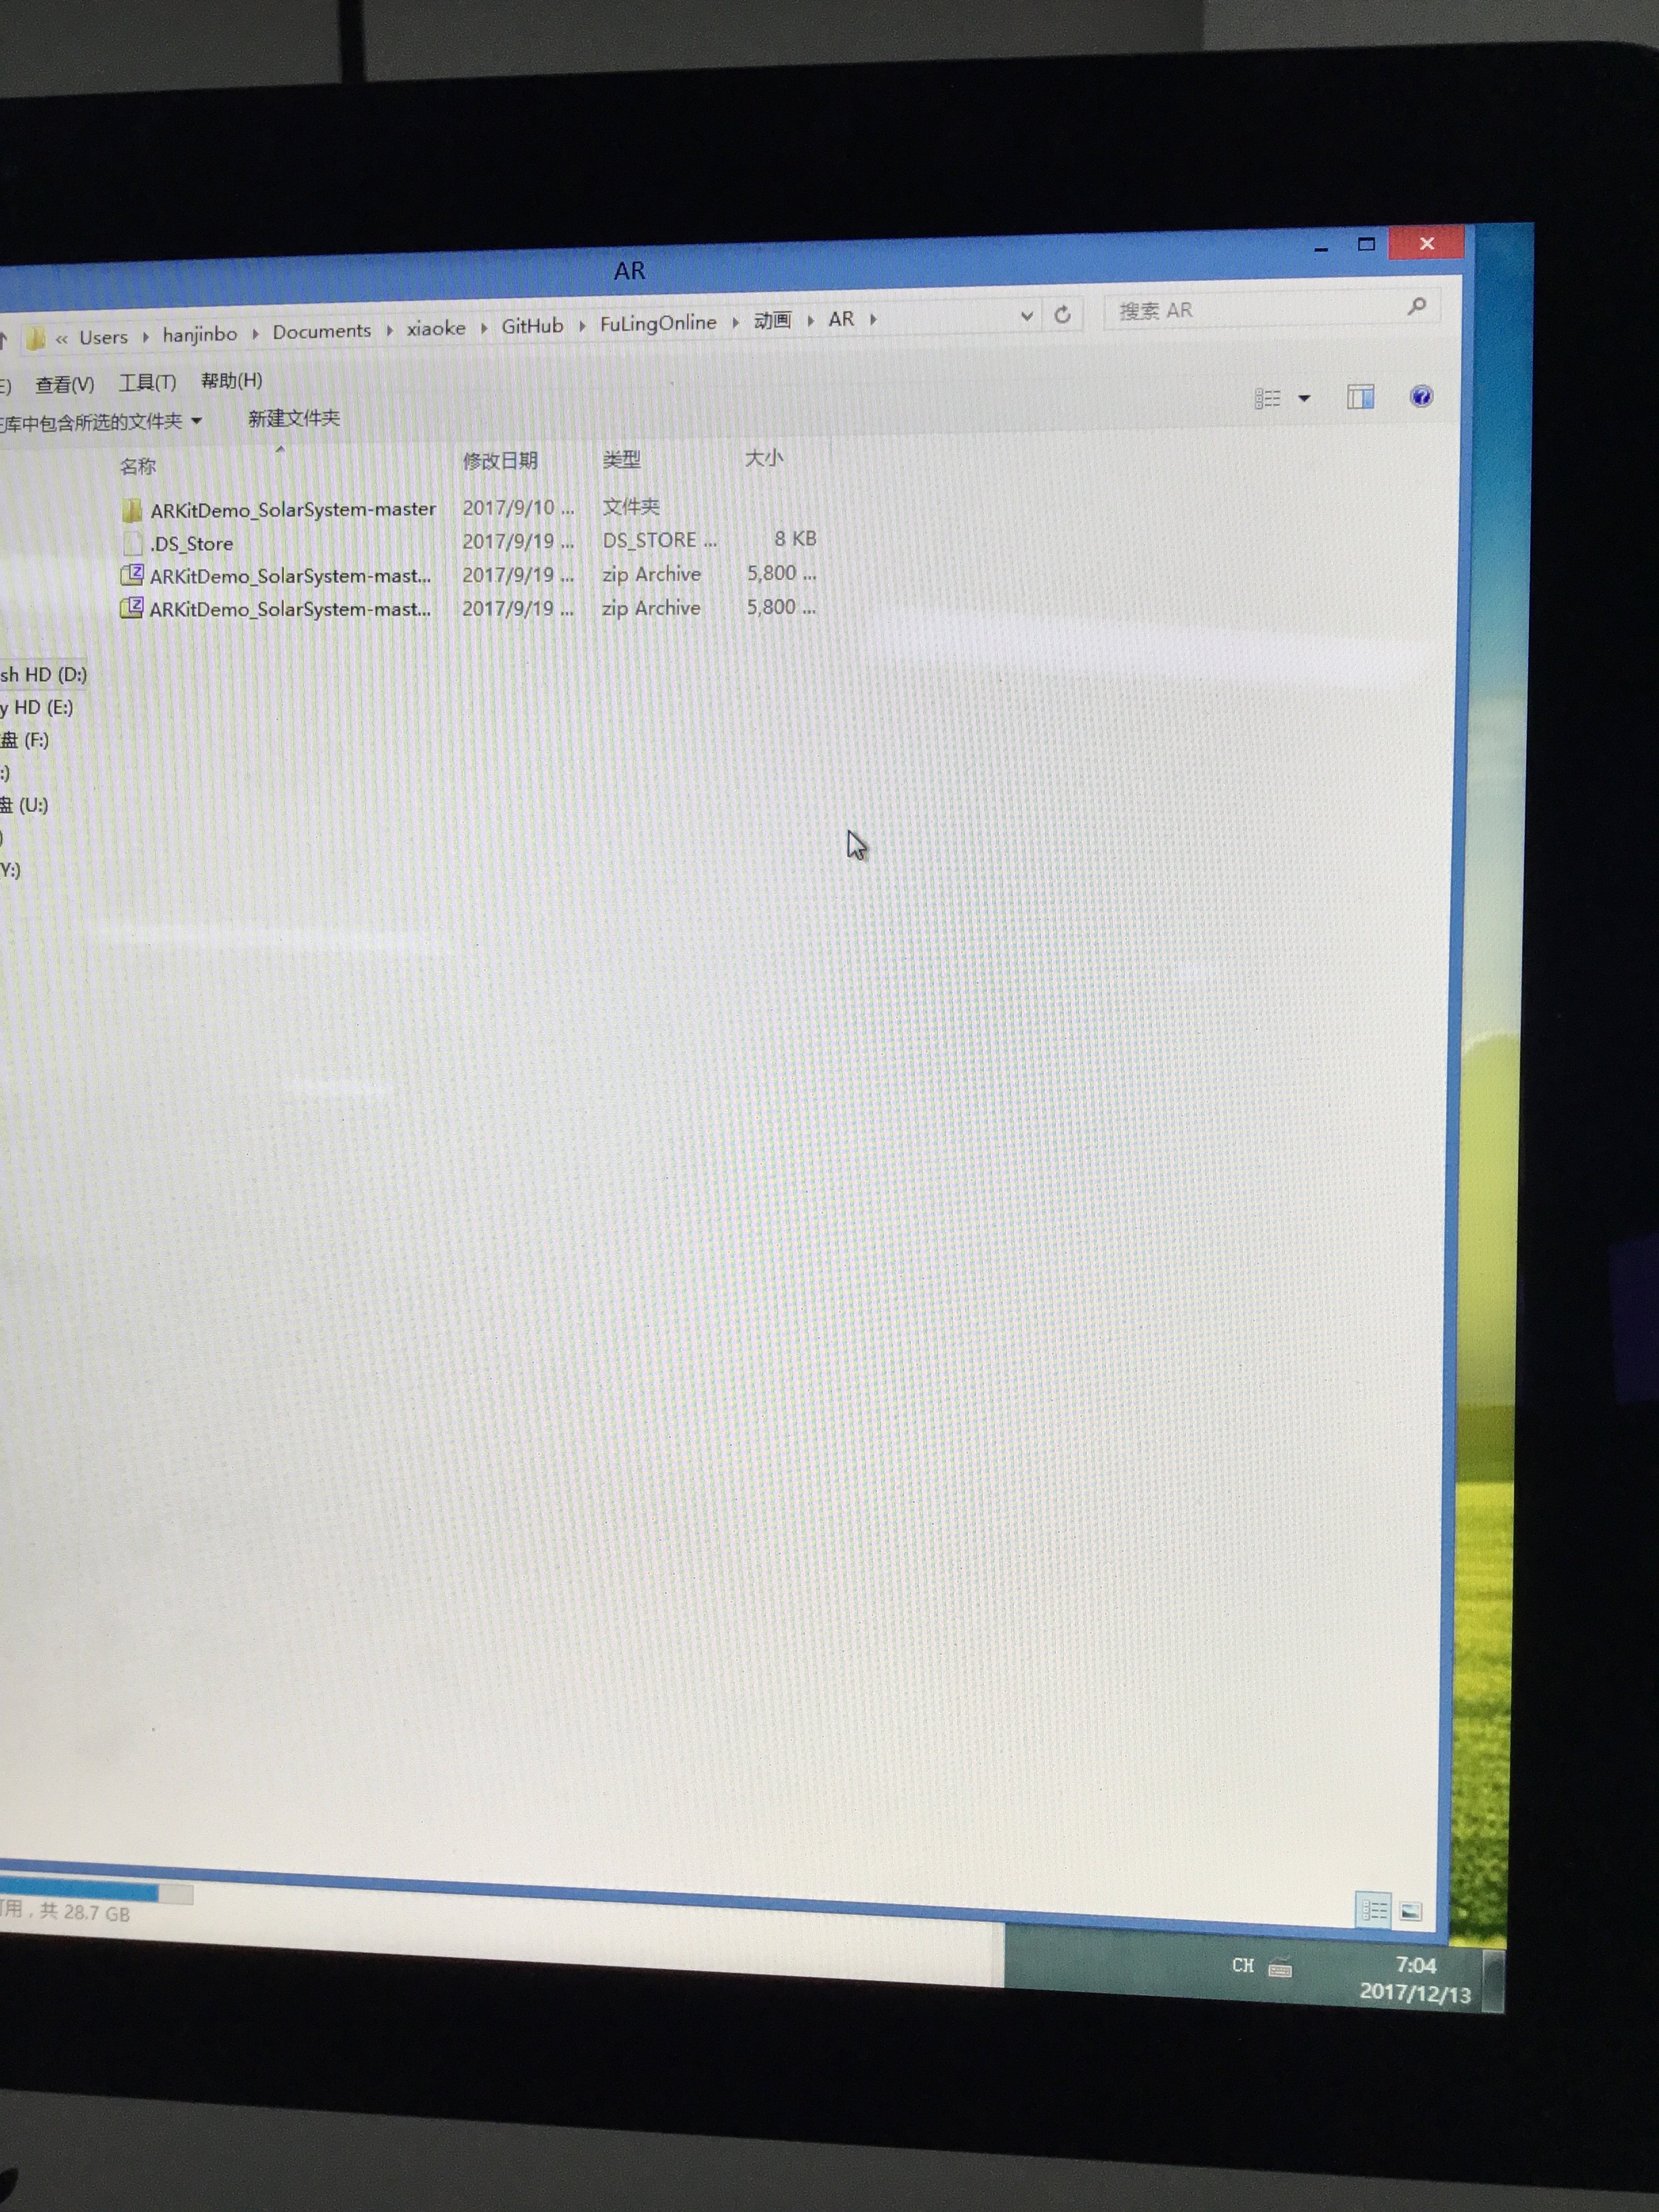 AR
« Users hanjinbo Documents xiaoke GitHub FuLingOnline 动画 AR 搜索 AR
E) 查看(V) 工具(T) 帮助(H)
库中包含所选的文件夹 新建文件夹
名称 修改日期 类型 大小
ARKitDemo_SolarSystem-master 2017/9/10 ... 文件夹
.DS_Store 2017/9/19 ... DS_STORE ... 8 KB
ARKitDemo_SolarSystem-mast... 2017/9/19 ... zip Archive 5,800 ...
ARKitDemo_SolarSystem-mast... 2017/9/19 ... zip Archive 5,800 ...
sh HD (D:)
y HD (E:)
盘 (F:)
:)
盘 (U:)
)
Y:)
用，共 28.7 GB
CH 7:04
2017/12/13